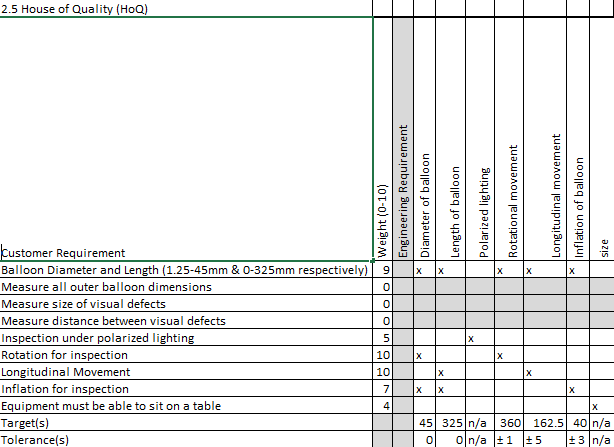 2.5 House of Quality (HoQ)
Customer Requirement Weight (0-10) Engineering Requirement Diameter of balloon Length of balloon Polarized lighting Rotational movement Longitudinal movement Inflation of balloon size
Balloon Diameter and Length (1.25-45mm & 0-325mm respectively) 9 x x x x x
Measure all outer balloon dimensions 0
Measure size of visual defects 0
Measure distance between visual defects 0
Inspection under polarized lighting 5 x
Rotation for inspection 10 x x
Longitudinal Movement 10 x x
Inflation for inspection 7 x x x
Equipment must be able to sit on a table 4 x
Target(s) 45 325 n/a 360 162.5 40 n/a
Tolerance(s) 0 0 n/a ±1 ±5 ±3 n/a